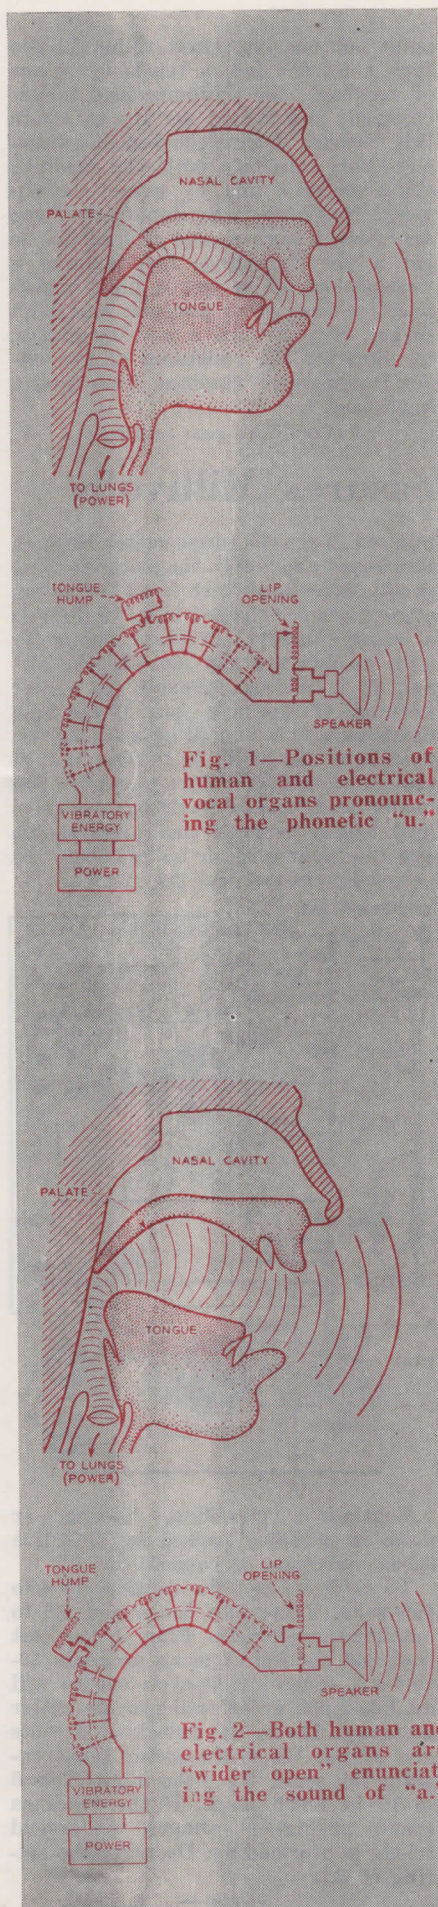 NASAL CAVITY
PALATE
TONGUE
TO LUNGS
(POWER)
TONGUE
HUMP
LIP
OPENING
SPEAKER
Fig. 1—Positions of
human and electrical
vocal organs pronounc-
ing the phonetic “u.”
VIBRATORY
ENERGY
POWER
NASAL CAVITY
PALATE
TONGUE
TO LUNGS
(POWER)
TONGUE
HUMP
LIP
OPENING
SPEAKER
Fig. 2—Both human and
electrical organs are
“wider open” enunciat-
ing the sound of “a.”
VIBRATORY
ENERGY
POWER